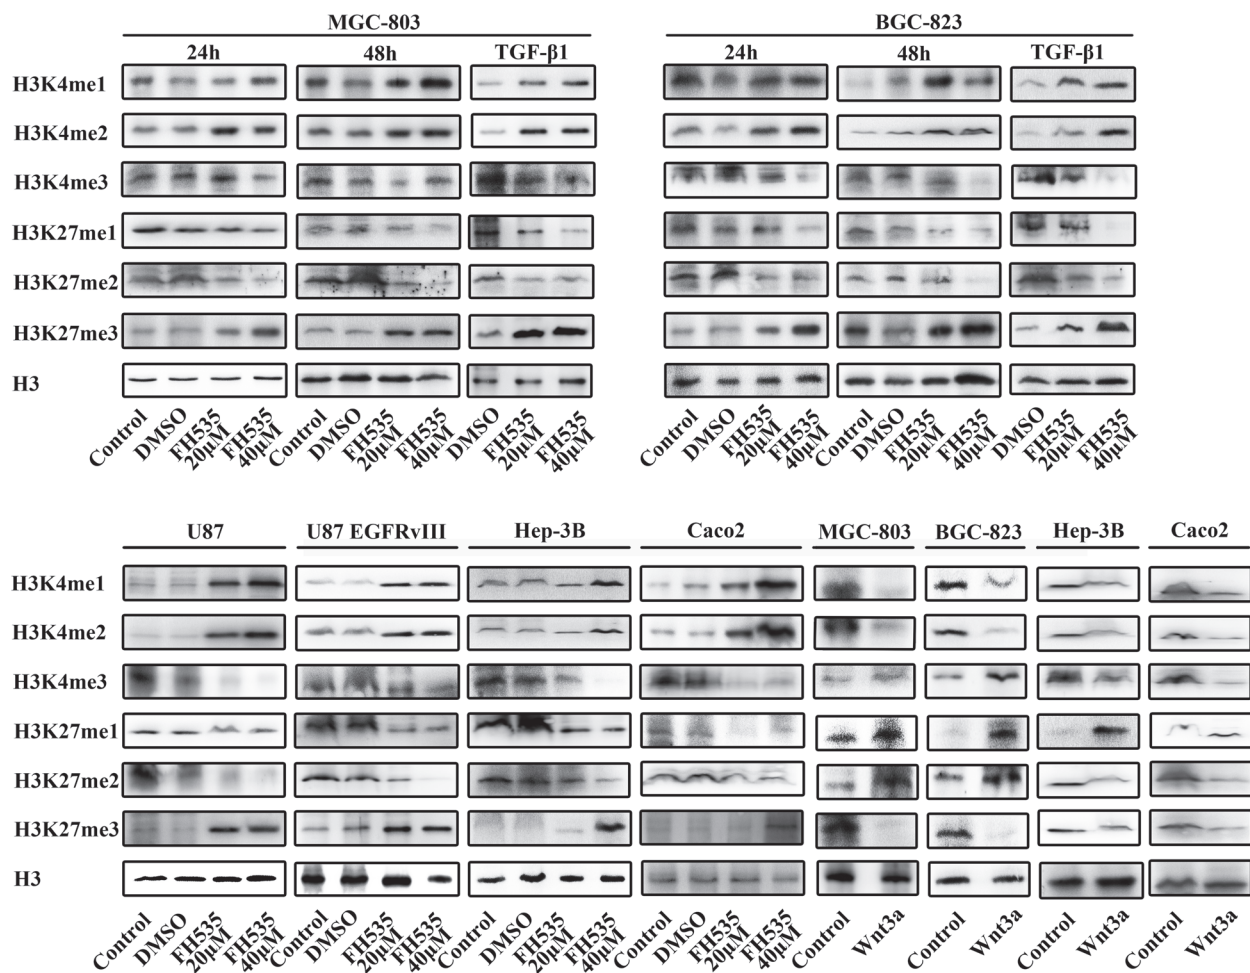 MGC-803 BGC-823
24h 48h TGF-β1 24h 48h TGF-β1
H3K4me1
H3K4me2
H3K4me3
H3K27me1
H3K27me2
H3K27me3
H3
Control DMSO FH535 20μM FH535 40μM Control DMSO FH535 20μM FH535 40μM DMSO FH535 20μM FH535 40μM Control DMSO FH535 20μM FH535 40μM Control DMSO FH535 20μM FH535 40μM DMSO FH535 20μM FH535 40μM
U87 U87 EGFRvIII Hep-3B Caco2 MGC-803 BGC-823 Hep-3B Caco2
H3K4me1
H3K4me2
H3K4me3
H3K27me1
H3K27me2
H3K27me3
H3
Control DMSO FH535 20μM FH535 40μM Control DMSO FH535 20μM FH535 40μM Control DMSO FH535 20μM FH535 40μM Control DMSO FH535 20μM FH535 40μM Control Wnt3a Control Wnt3a Control Wnt3a Control Wnt3a